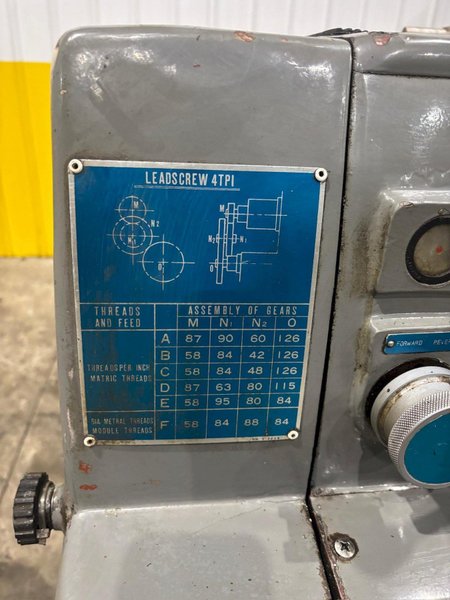 LEADSCREW 4TPI
M
N2
N1
O
M
N2 N1
O
THREADS AND FEED ASSEMBLY OF GEARS
M N1 N2 O
A 87 90 60 126
B 58 84 42 126
THREADS PER INCH C 58 84 48 126
MATRIC THREADS D 87 63 80 115
E 58 95 80 84
DIA METRAL THREADS
MODULE THREADS F 58 84 88 84
FORWARD